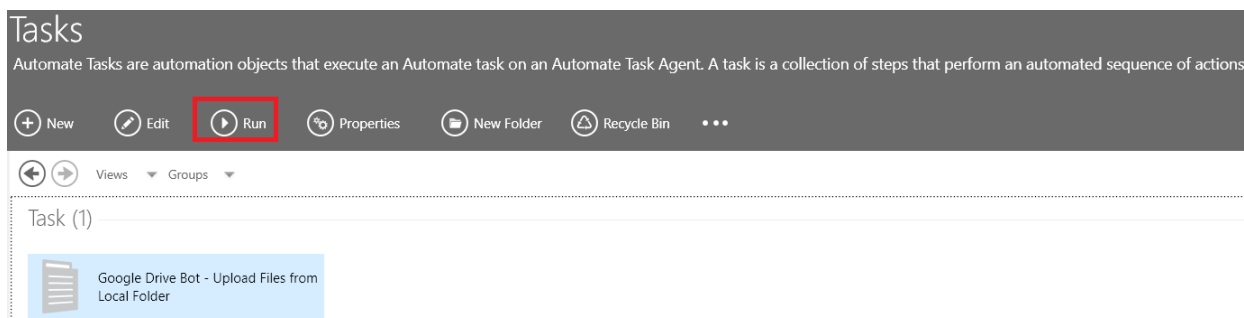 Tasks
Automate Tasks are automation objects that execute an Automate task on an Automate Task Agent. A task is a collection of steps that perform an automated sequence of actions
New Edit Run Properties New Folder Recycle Bin
Views Groups
Task (1)
Google Drive Bot - Upload Files from
Local Folder